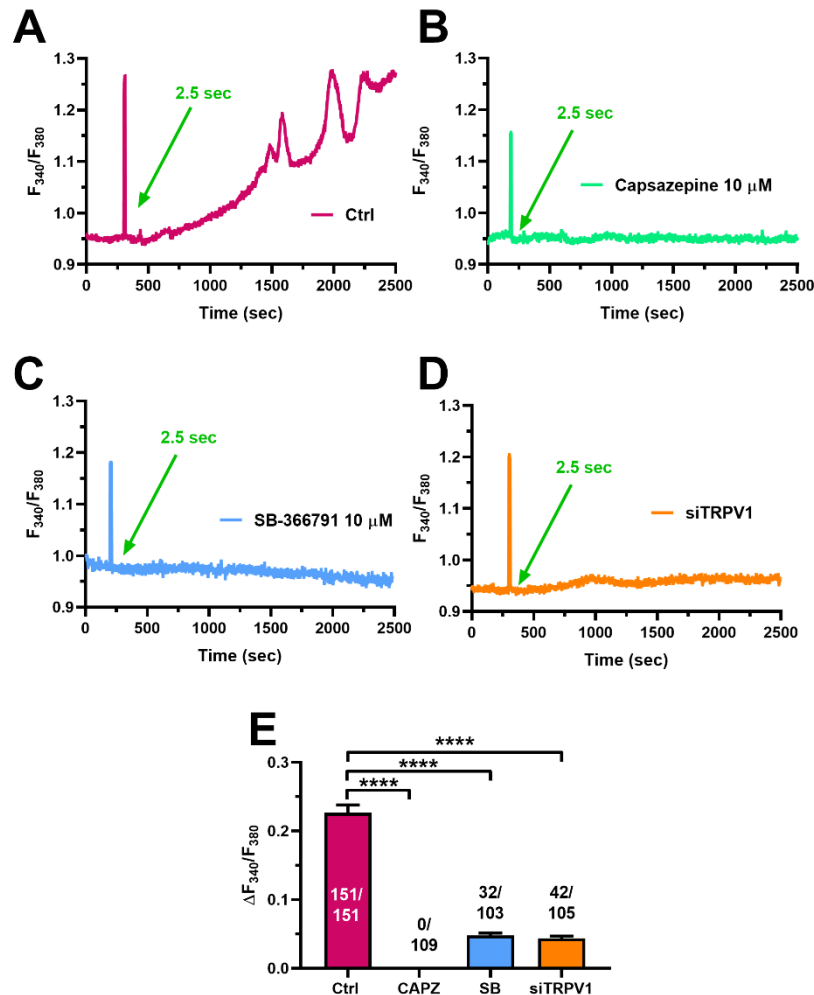 A
1.3
1.2
1.1
1.0
0.9
F340/F380
2.5 sec
Ctrl
0 500 1000 1500 2000 2500
Time (sec)
B
1.3
1.2
1.1
1.0
0.9
F340/F380
2.5 sec
Capsazepine 10 μM
0 500 1000 1500 2000 2500
Time (sec)
C
1.3
1.2
1.1
1.0
0.9
F340/F380
2.5 sec
SB-366791 10 μM
0 500 1000 1500 2000 2500
Time (sec)
D
1.3
1.2
1.1
1.0
0.9
F340/F380
2.5 sec
siTRPV1
0 500 1000 1500 2000 2500
Time (sec)
E
0.3
0.2
0.1
0.0
ΔF340/F380
****
****
****
151/
151
0/
109
32/
103
42/
105
Ctrl CAPZ SB siTRPV1